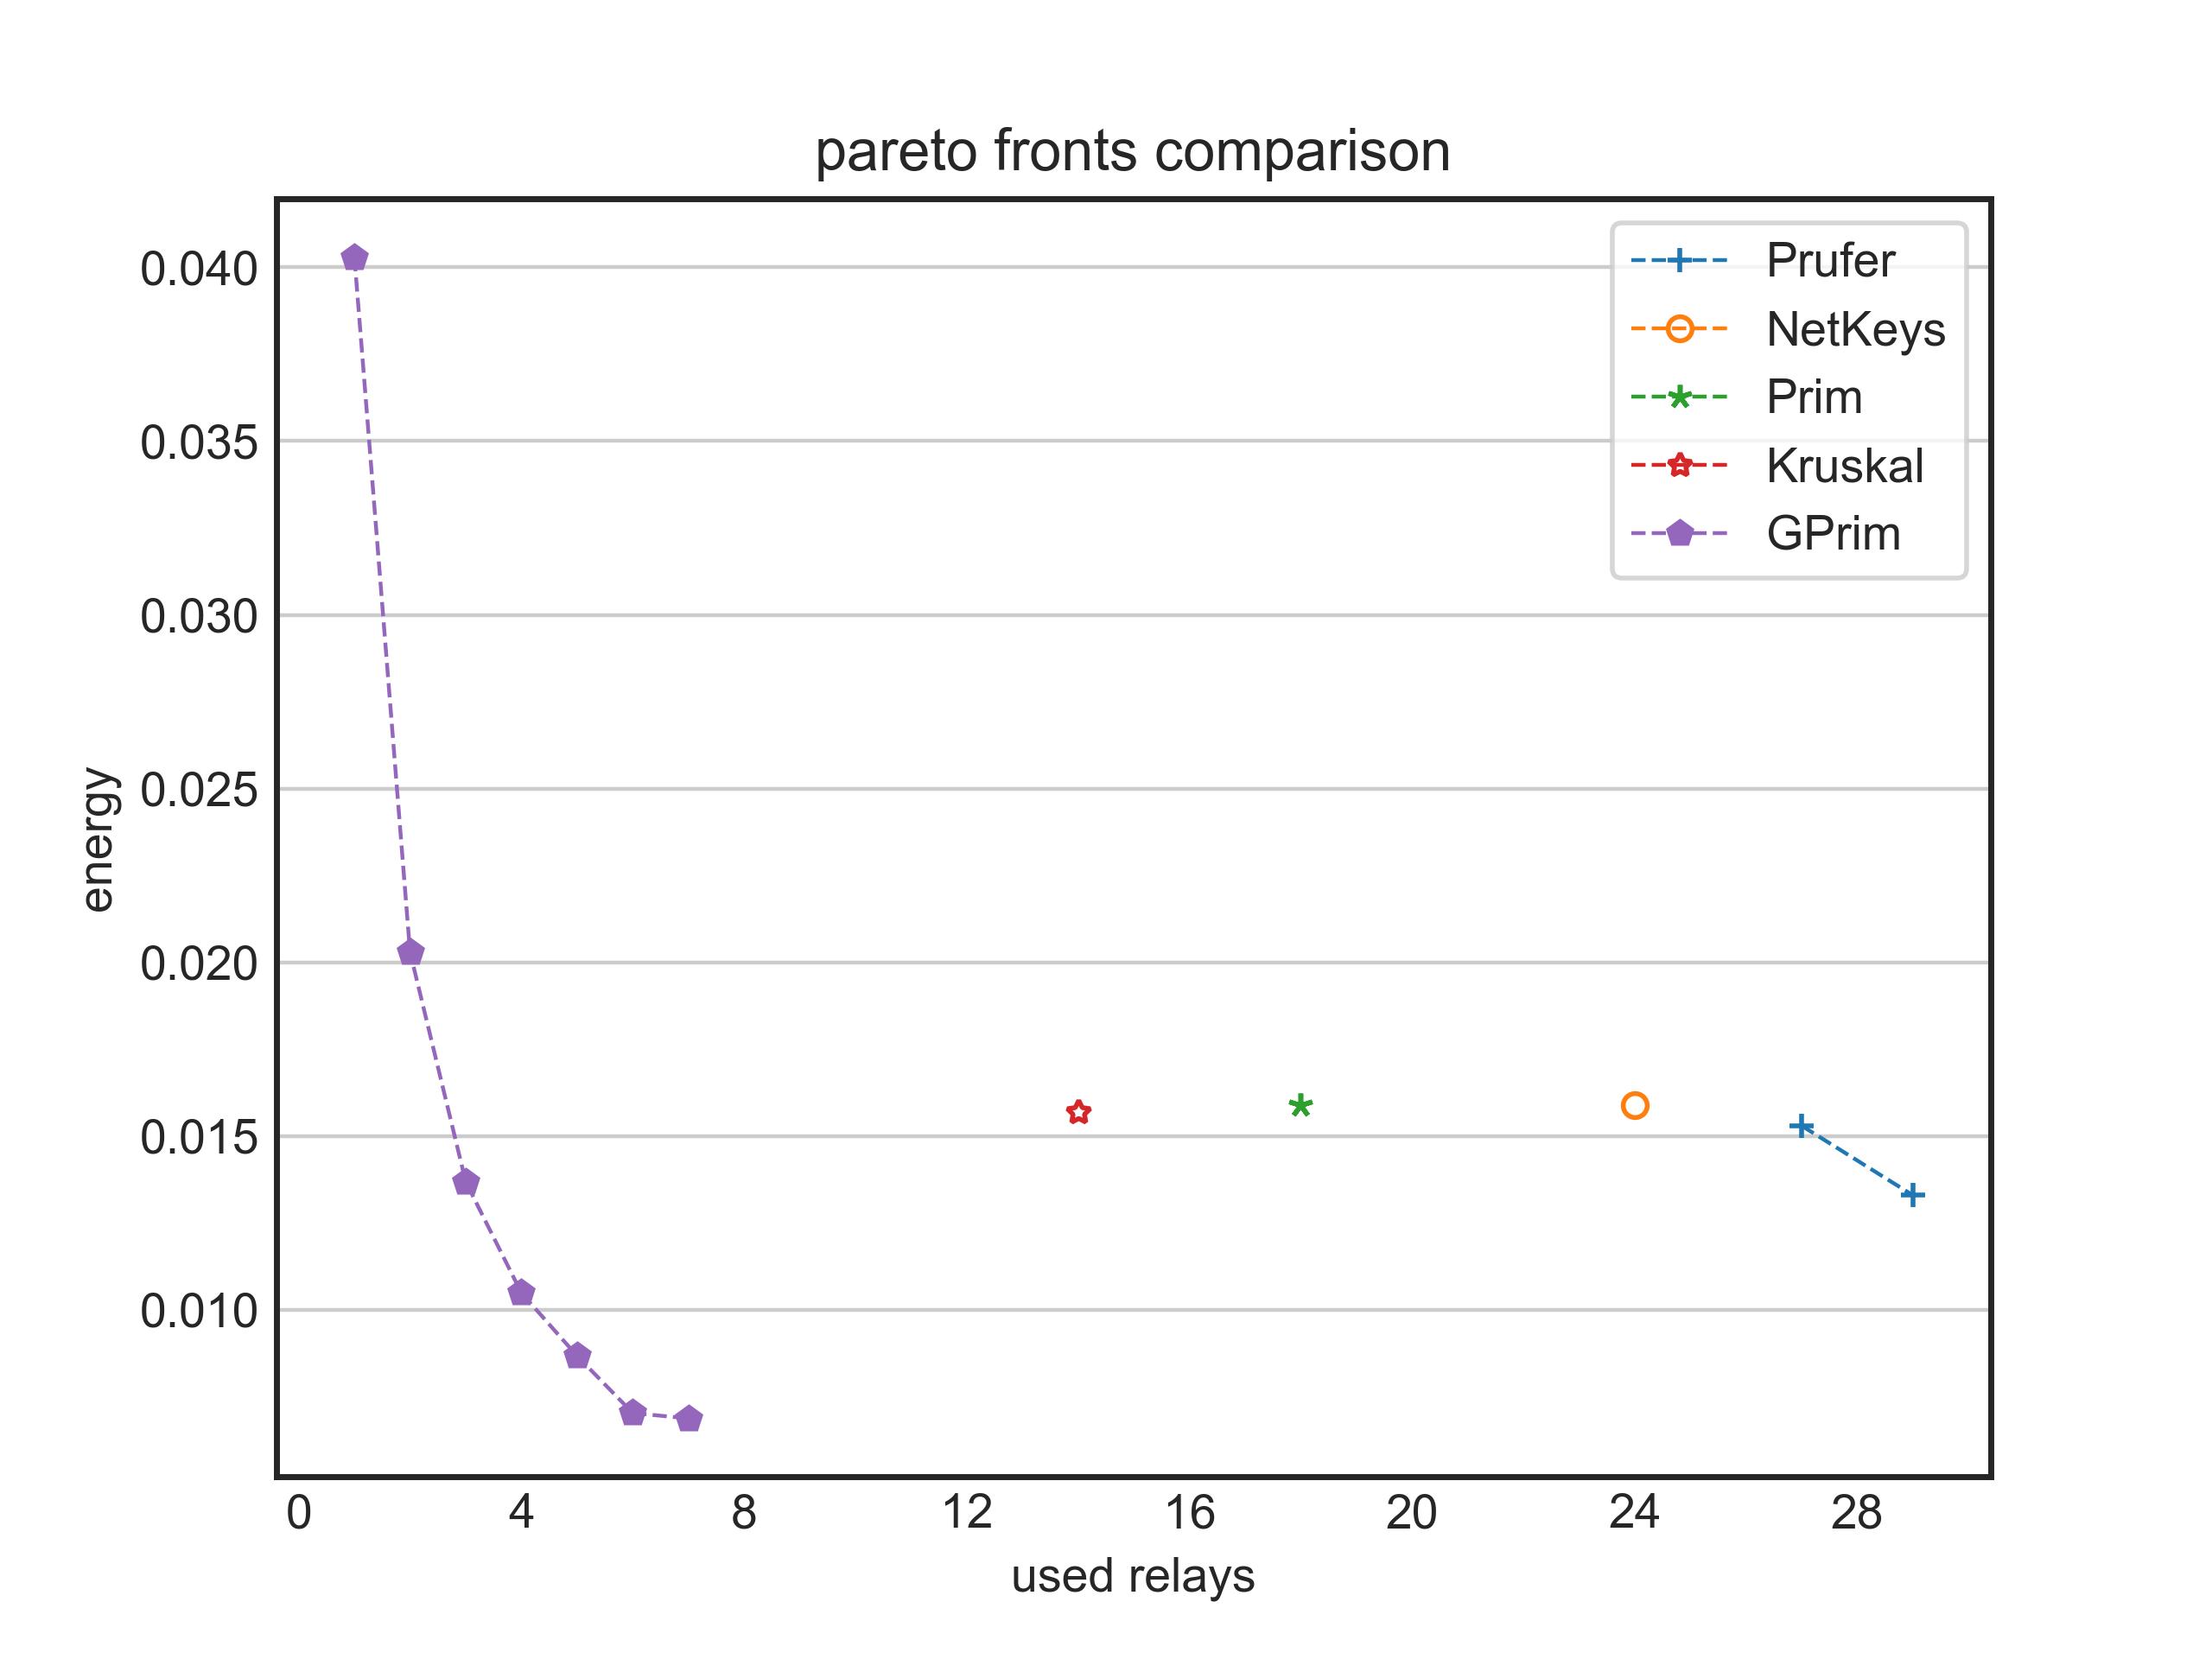 pareto fronts comparison
0.040
0.035
0.030
0.025
0.020
0.015
0.010
energy
Prufer
NetKeys
Prim
Kruskal
GPrim
0 4 8 12 16 20 24 28
used relays